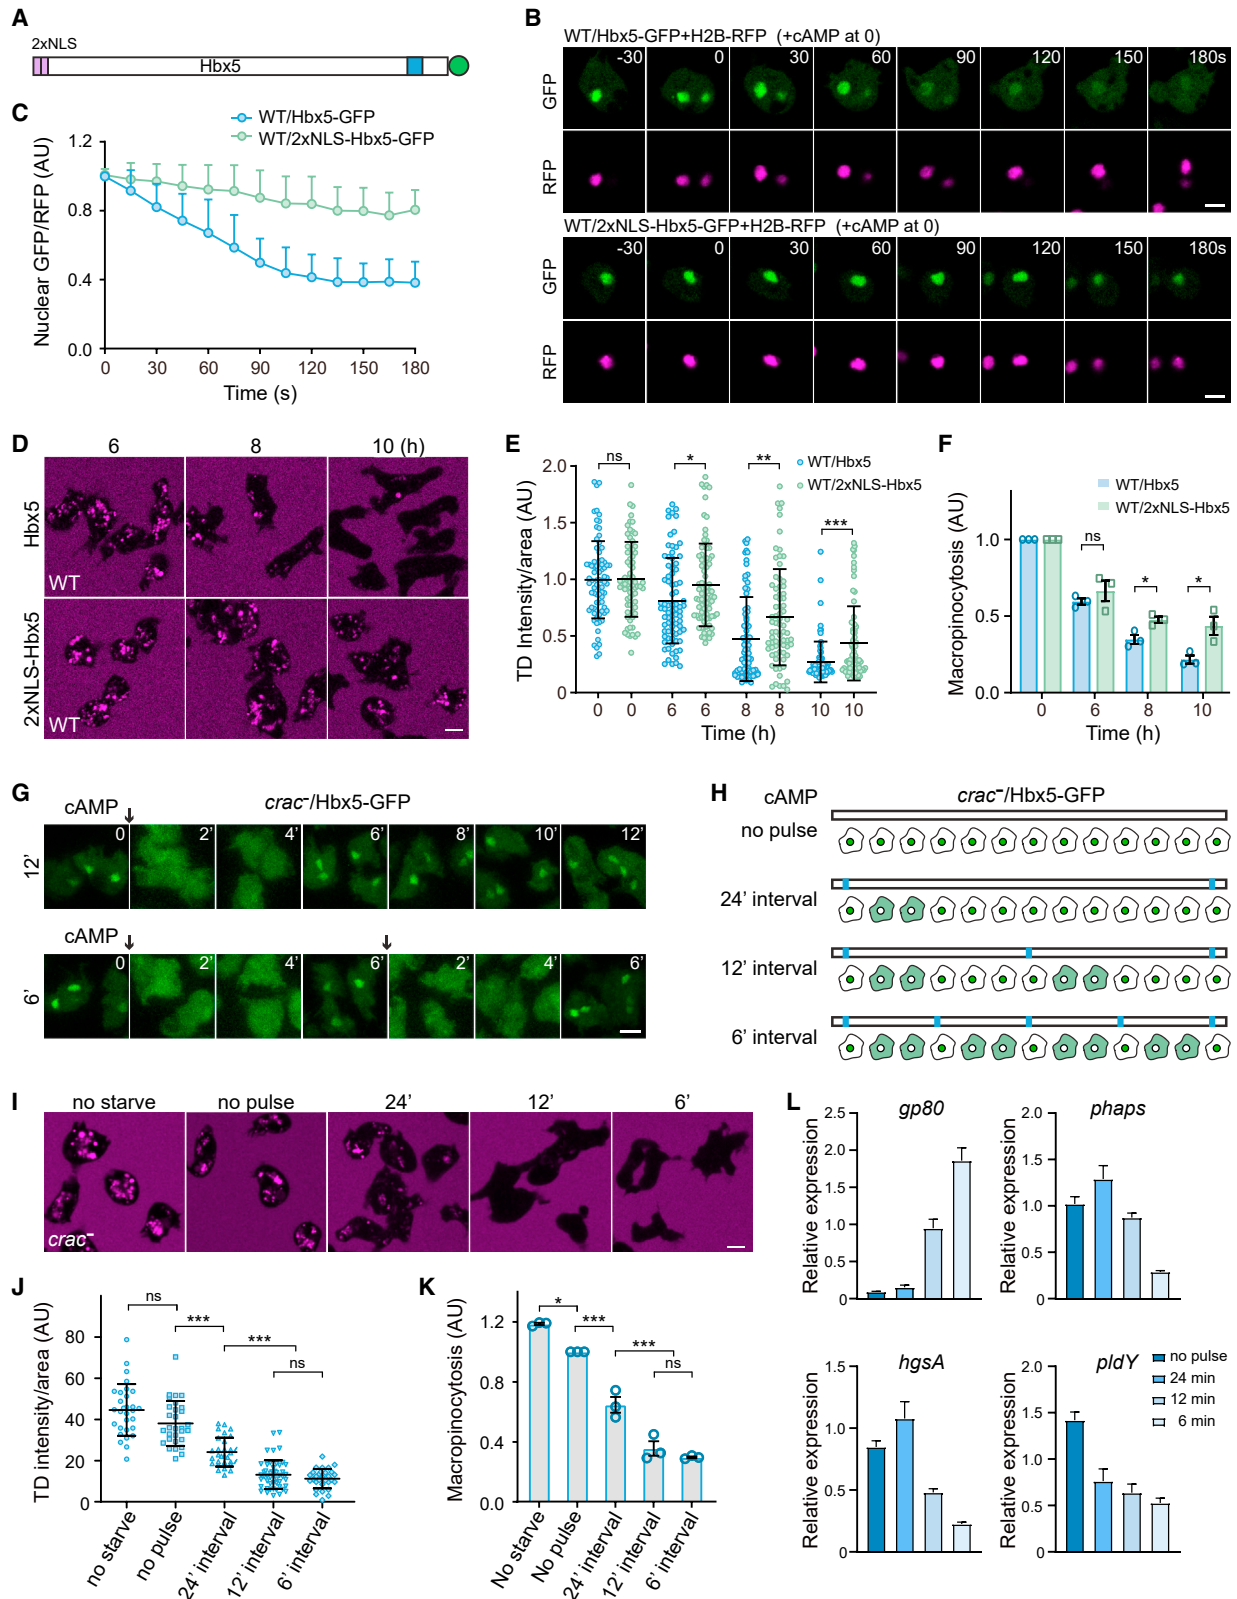 A
2xNLS
Hbx5
B
WT/Hbx5-GFP+H2B-RFP (+cAMP at 0)
-30 0 30 60 90 120 150 180s
GFP
RFP
WT/2xNLS-Hbx5-GFP+H2B-RFP (+cAMP at 0)
-30 0 30 60 90 120 150 180s
GFP
RFP
C
WT/Hbx5-GFP
WT/2xNLS-Hbx5-GFP
Nuclear GFP/RFP (AU)
1.2
0.8
0.4
0.0
0 30 60 90 120 150 180
Time (s)
D
6 8 10 (h)
Hbx5
WT
2xNLS-Hbx5
WT
E
TD Intensity/area (AU)
2.0
1.5
1.0
0.5
0
ns * ** ***
WT/Hbx5
WT/2xNLS-Hbx5
0 0 6 6 8 8 10 10
Time (h)
F
Macropinocytosis (AU)
WT/Hbx5
WT/2xNLS-Hbx5
1.0
0.5
0.0
ns * *
0 6 8 10
Time (h)
G
cAMP
crac⁻/Hbx5-GFP
12'
0 2' 4' 6' 8' 10' 12'
cAMP
6'
0 2' 4' 6' 2' 4' 6'
H
cAMP
crac⁻/Hbx5-GFP
no pulse
24' interval
12' interval
6' interval
I
no starve no pulse 24' 12' 6'
crac⁻
J
TD intensity/area (AU)
80
60
40
20
0
ns *** *** ns
no starve no pulse 24' interval 12' interval 6' interval
K
Macropinocytosis (AU)
1.2
0.8
0.4
0.0
* *** *** ns
No starve No pulse 24' interval 12' interval 6' interval
L
gp80
Relative expression
2.5
2.0
1.5
1.0
0.5
0
phaps
Relative expression
2.0
1.5
1.0
0.5
0
hgsA
Relative expression
1.5
1.0
0.5
0
pldY
Relative expression
2.0
1.5
1.0
0.5
0
no pulse
24 min
12 min
6 min